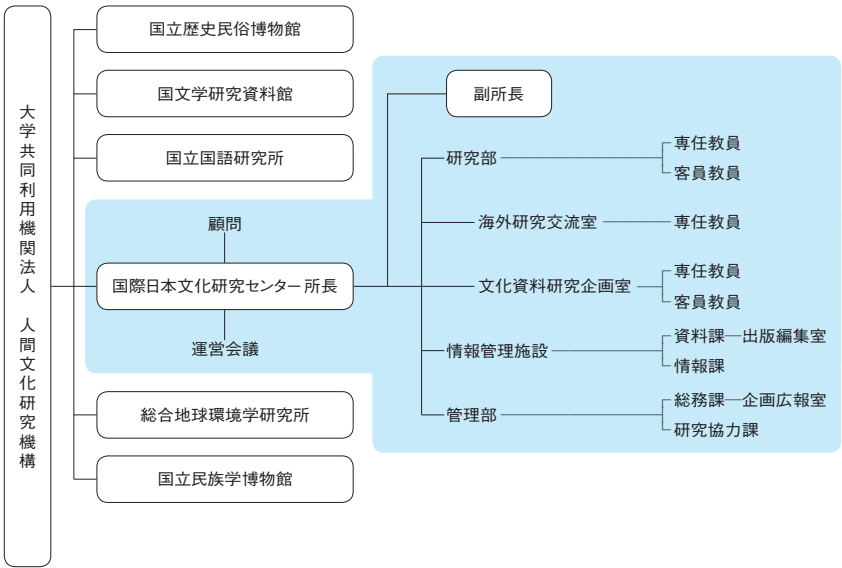 大学共同利用機関法人 人間文化研究機構
国立歴史民俗博物館
国文学研究資料館
国立国語研究所
顧問
国際日本文化研究センター 所長
運営会議
総合地球環境学研究所
国立民族学博物館
副所長
研究部
専任教員
客員教員
海外研究交流室
専任教員
文化資料研究企画室
専任教員
客員教員
情報管理施設
資料課
出版編集室
情報課
管理部
総務課
企画広報室
研究協力課